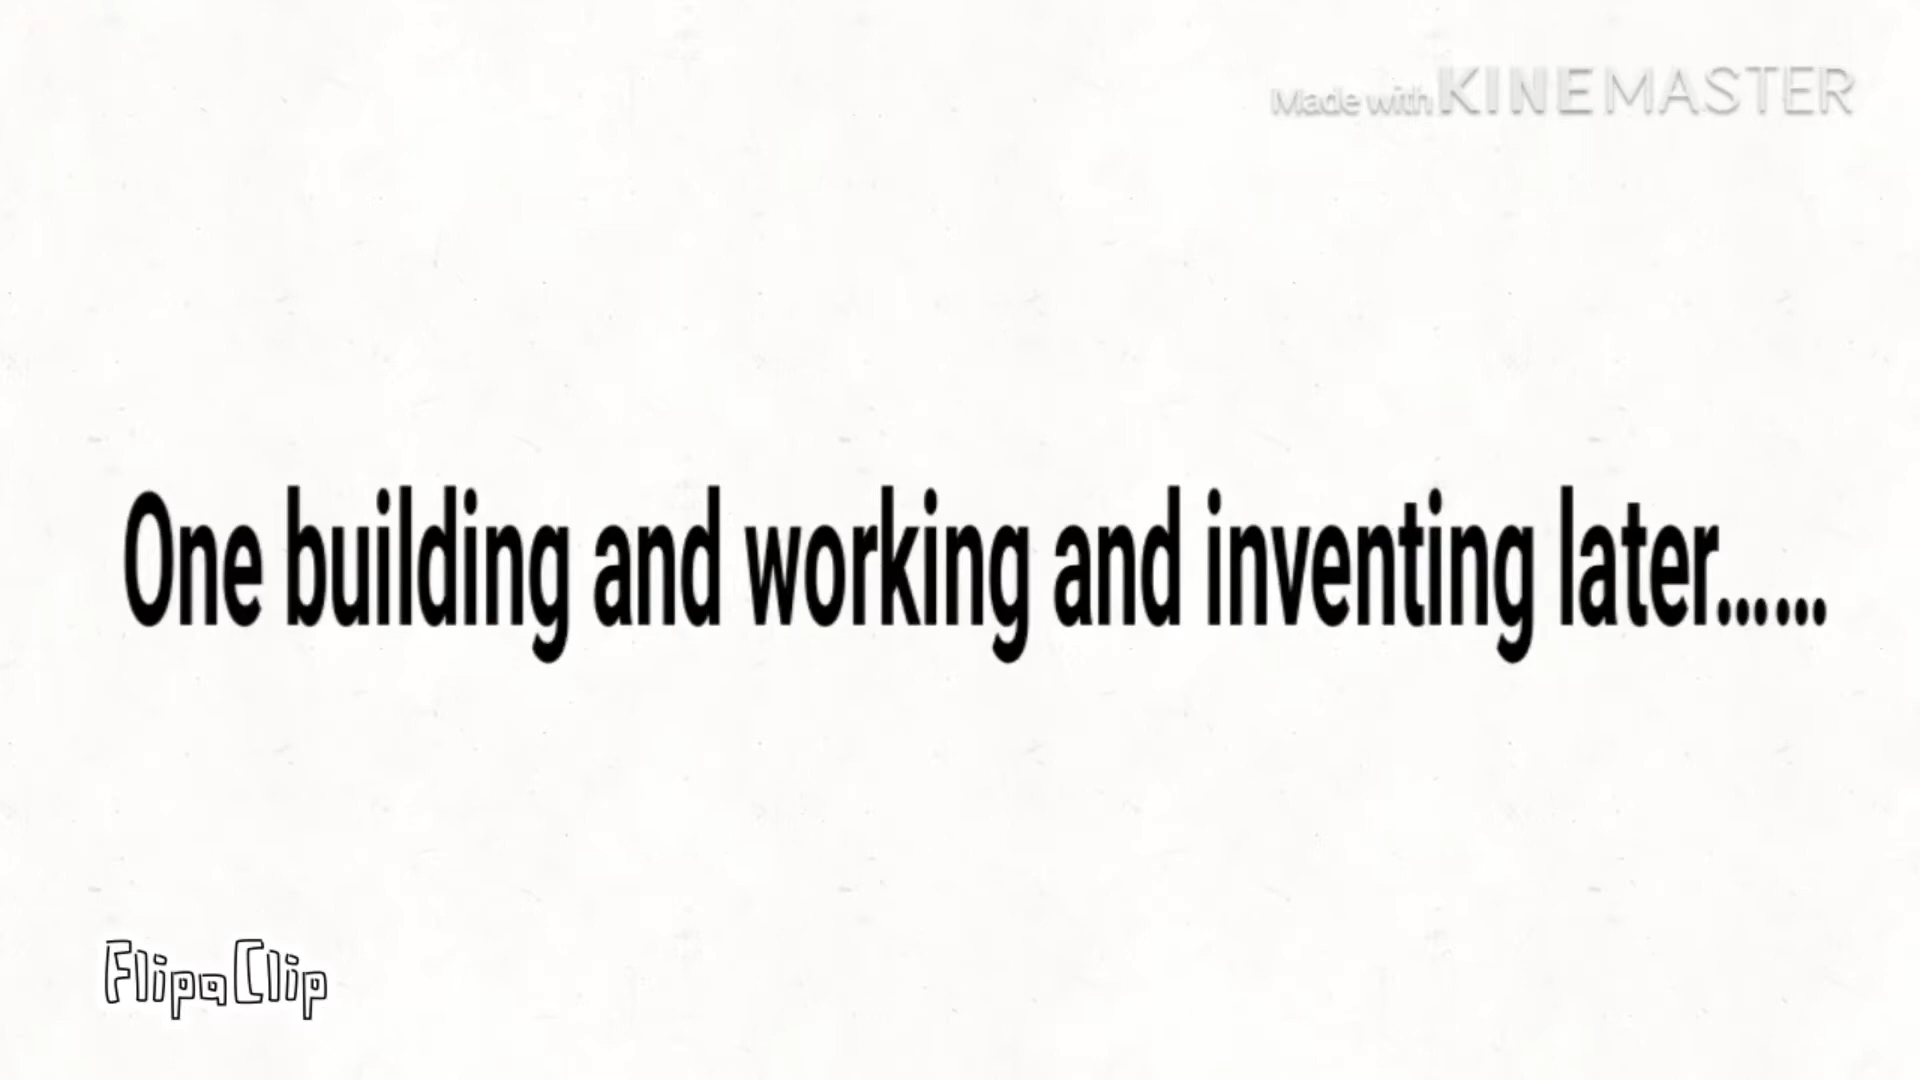 Made with KINEMASTER
One building and working and inventing later......
FlipaClip